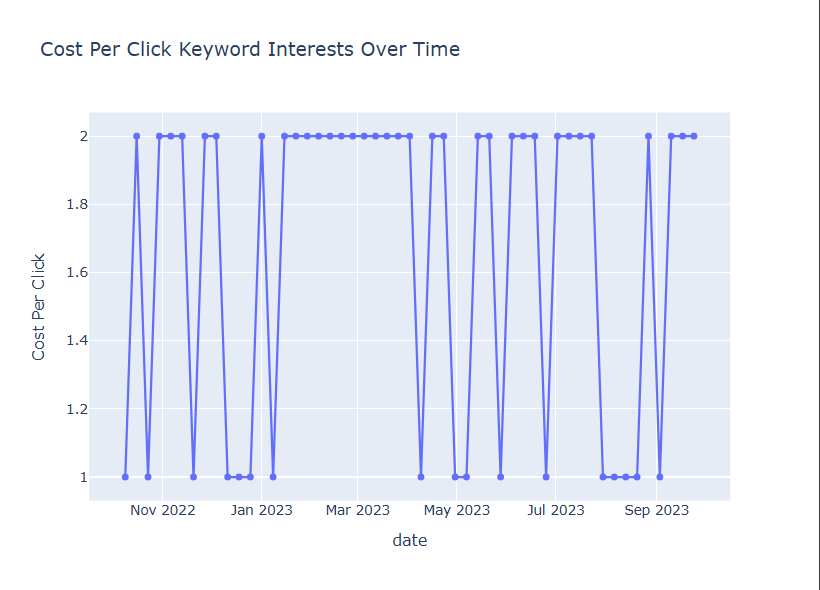 Cost Per Click Keyword Interests Over Time
Cost Per Click
2
1.8
1.6
1.4
1.2
1
Nov 2022 Jan 2023 Mar 2023 May 2023 Jul 2023 Sep 2023
date